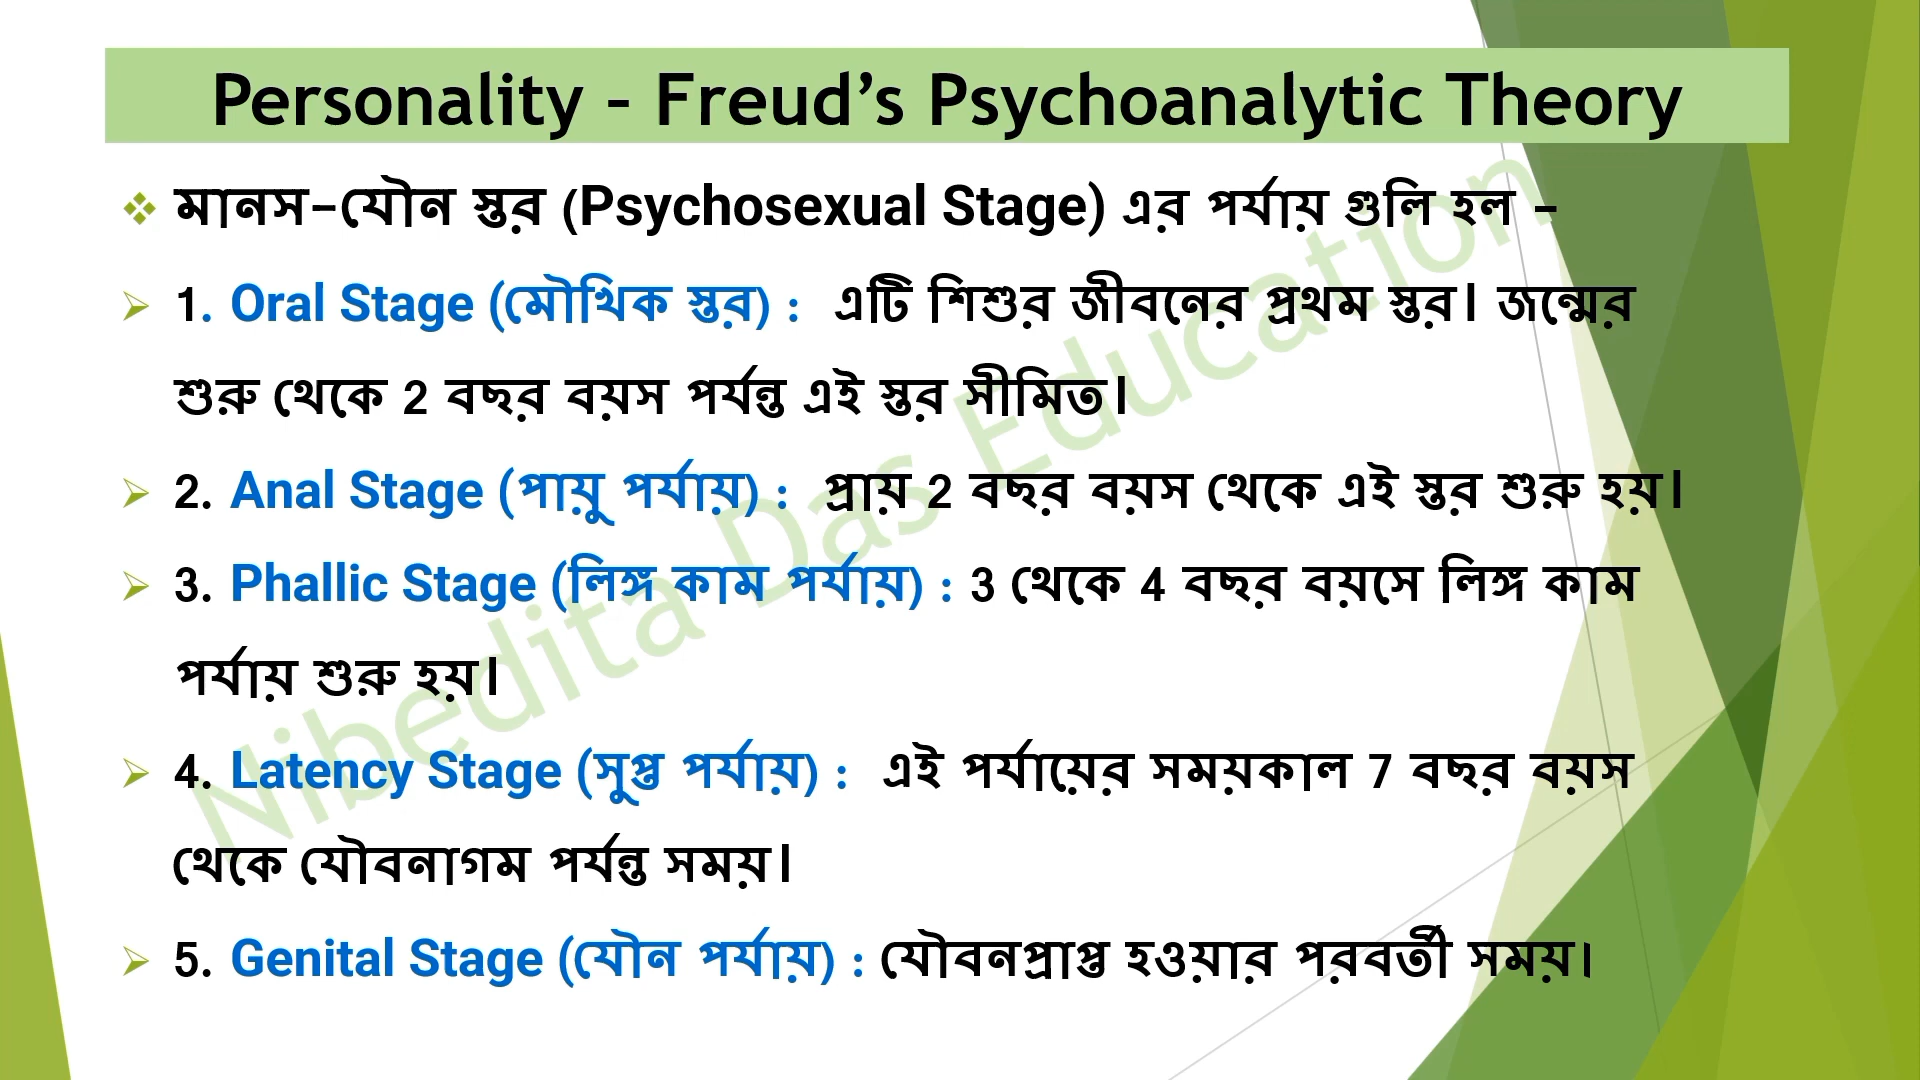 Personality – Freud’s Psychoanalytic Theory
মানস–যৌন স্তর (Psychosexual Stage) এর পর্যায় গুলি হল –
1. Oral Stage (মৌখিক স্তর) : এটি শিশুর জীবনের প্রথম স্তর। জন্মের
শুরু থেকে 2 বছর বয়স পর্যন্ত এই স্তর সীমিত।
2. Anal Stage (পায়ু পর্যায়) : প্রায় 2 বছর বয়স থেকে এই স্তর শুরু হয়।
3. Phallic Stage (লিঙ্গ কাম পর্যায়) : 3 থেকে 4 বছর বয়সে লিঙ্গ কাম
পর্যায় শুরু হয়।
4. Latency Stage (সুপ্ত পর্যায়) : এই পর্যায়ের সময়কাল 7 বছর বয়স
থেকে যৌবনাগম পর্যন্ত সময়।
5. Genital Stage (যৌন পর্যায়) : যৌবনপ্রাপ্ত হওয়ার পরবর্তী সময়।
Nibedita Das Education